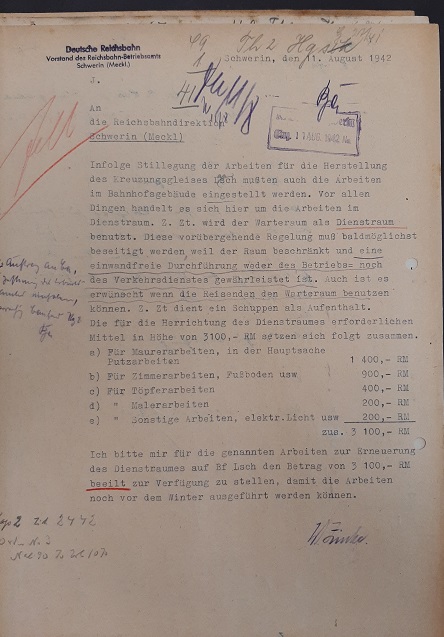 Deutsche Reichsbahn
Vorstand des Reichsbahn-Betriebsamts
Schwerin (Meckl.)
Schwerin, den 11. August 1942
J.
An
die Reichsbahndirektion
Schwerin (Meckl)
17 AUG. 1942
Infolge Stillegung der Arbeiten für die Herstellung
des Kreuzungsgleises mußten auch die Arbeiten
im Bahnhofsgebäude eingestellt werden. Vor allen
Dingen handelt es sich hier um die Arbeiten im
Dienstraum. Z. Zt. wird der Warteraum als Dienstraum
benutzt. Diese vorübergehende Regelung muß baldmöglichst
beseitigt werden weil der Raum beschränkt und eine
einwandfreie Durchführung weder des Betriebs- noch
des Verkehrsdienstes gewährleistet ist. Auch ist es
erwünscht wenn die Reisenden den Warteraum benutzen
können. Z. Zt dient ein Schuppen als Aufenthalt.
Die für die Herrichtung des Dienstraumes erforderlichen
Mittel in Höhe von 3100,- RM setzen sich folgt zusammen.
a) Für Maurerarbeiten, in der Hauptsache
Putzarbeiten 1 400,- RM
b) Für Zimmerarbeiten, Fußboden usw 900,- RM
c) Für Töpferarbeiten 400,- RM
d) " Malerarbeiten 200,- RM
e) " Sonstige Arbeiten, elektr.Licht usw 200,- RM
zus. 3 100,- RM
Ich bitte mir für die genannten Arbeiten zur Erneuerung
des Dienstraumes auf Bf Lach den Betrag von 3 100,- RM
beeilt zur Verfügung zu stellen, damit die Arbeiten
noch vor dem Winter ausgeführt werden können.